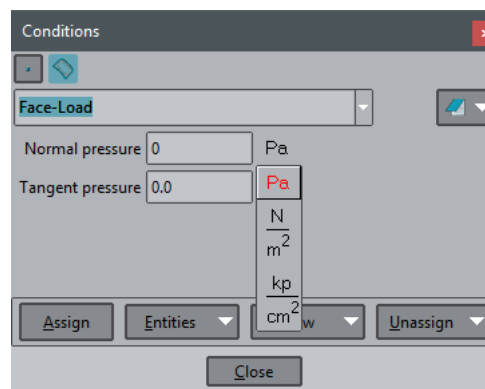 Conditions
Face-Load
Normal pressure 0 Pa
Tangent pressure 0.0 Pa
N
m2
kp
cm2
Assign Entities w Unassign
Close